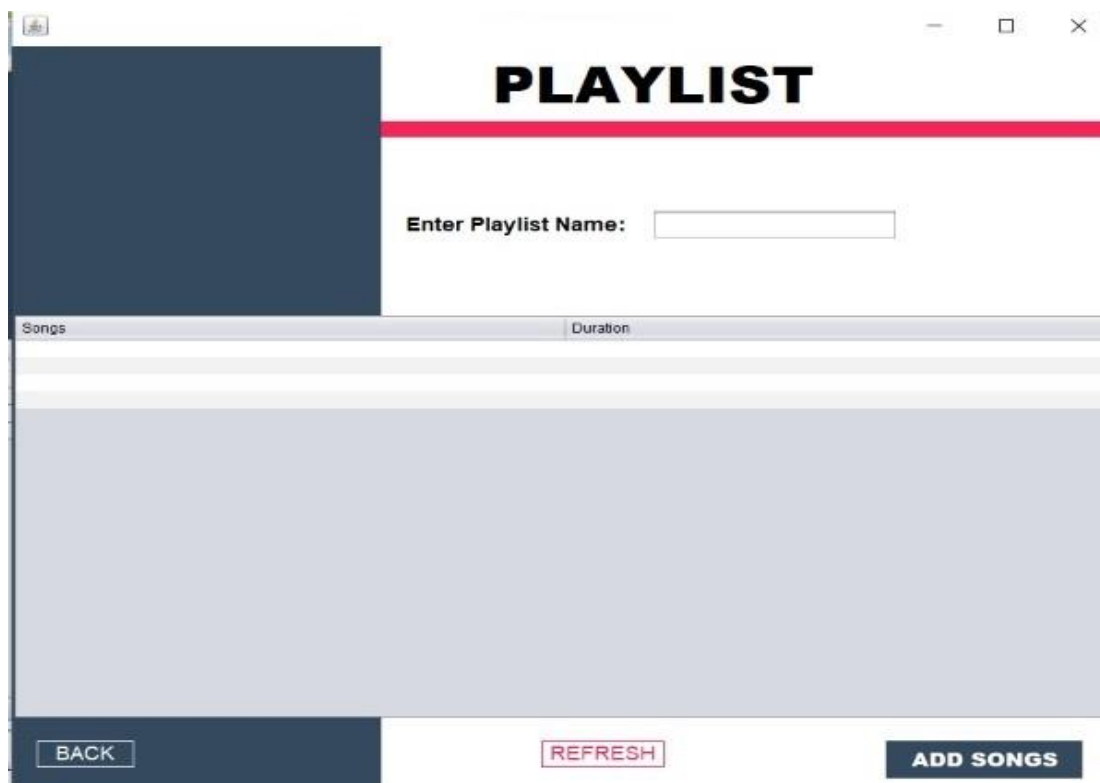 PLAYLIST
Enter Playlist Name:
Songs Duration
BACK REFRESH ADD SONGS